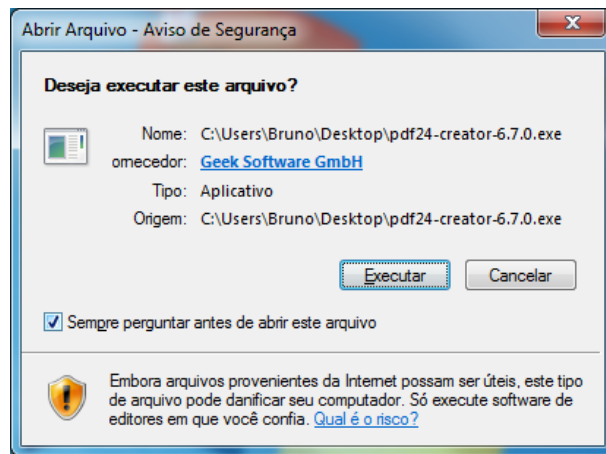 Abrir Arquivo - Aviso de Segurança
Deseja executar este arquivo?
Nome: C:\Users\Bruno\Desktop\pdf24-creator-6.7.0.exe
omecedor: Geek Software GmbH
Tipo: Aplicativo
Origem: C:\Users\Bruno\Desktop\pdf24-creator-6.7.0.exe
Executar Cancelar
Sempre perguntar antes de abrir este arquivo
Embora arquivos provenientes da Internet possam ser úteis, este tipo
de arquivo pode danificar seu computador. Só execute software de
editores em que você confia. Qual é o risco?